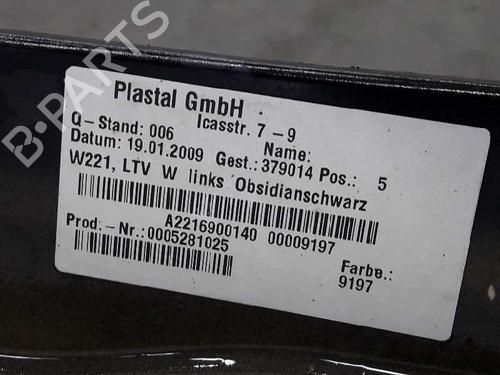 B-PARTS
Plastal GmbH
Icasstr. 7-9
Q-Stand: 006 Name:
Datum: 19.01.2009 Gest.: 379014 Pos.: 5
W221, LTV W links Obsidianschwarz
A2216900140 00009197
Prod.-Nr.:0005281025
Farbe.:
9197